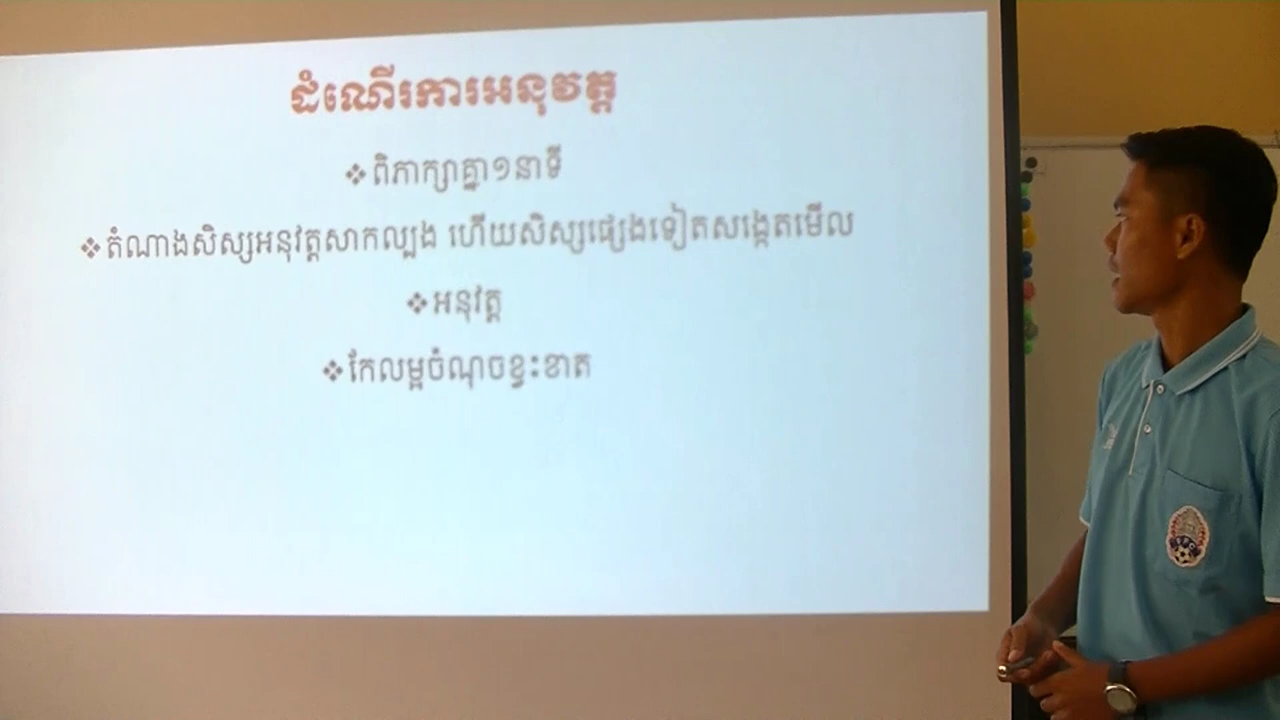 ដំណើរការអនុវត្ត
❖ ពិភាក្សាគ្នា១នាទី
❖ តំណាងសិស្សអនុវត្តសាកល្បង ហើយសិស្សផ្សេងទៀតសង្កេតមើល
❖ អនុវត្ត
❖ កែលម្អចំណុចខ្វះខាត